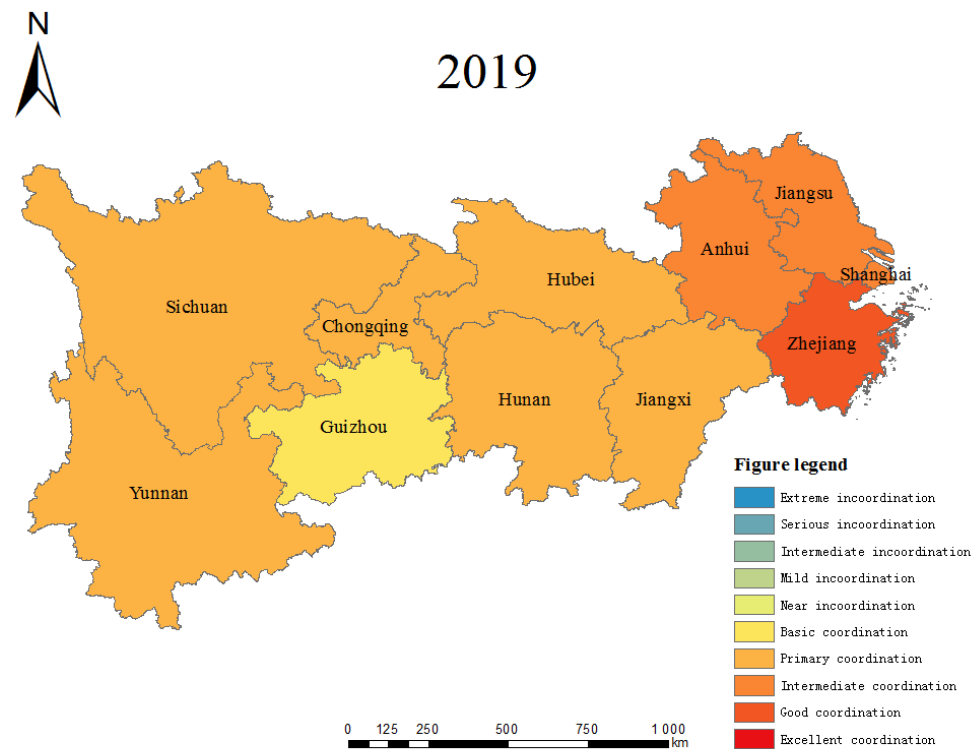 N
2019
Jiangsu
Anhui
Shanghai
Hubei
Sichuan
Chongqing
Zhejiang
Hunan
Jiangxi
Guizhou
Yunnan
Figure legend
Extreme incoordination
Serious incoordination
Intermediate incoordination
Mild incoordination
Near incoordination
Basic coordination
Primary coordination
Intermediate coordination
Good coordination
Excellent coordination
0 125 250 500 750 1 000
km